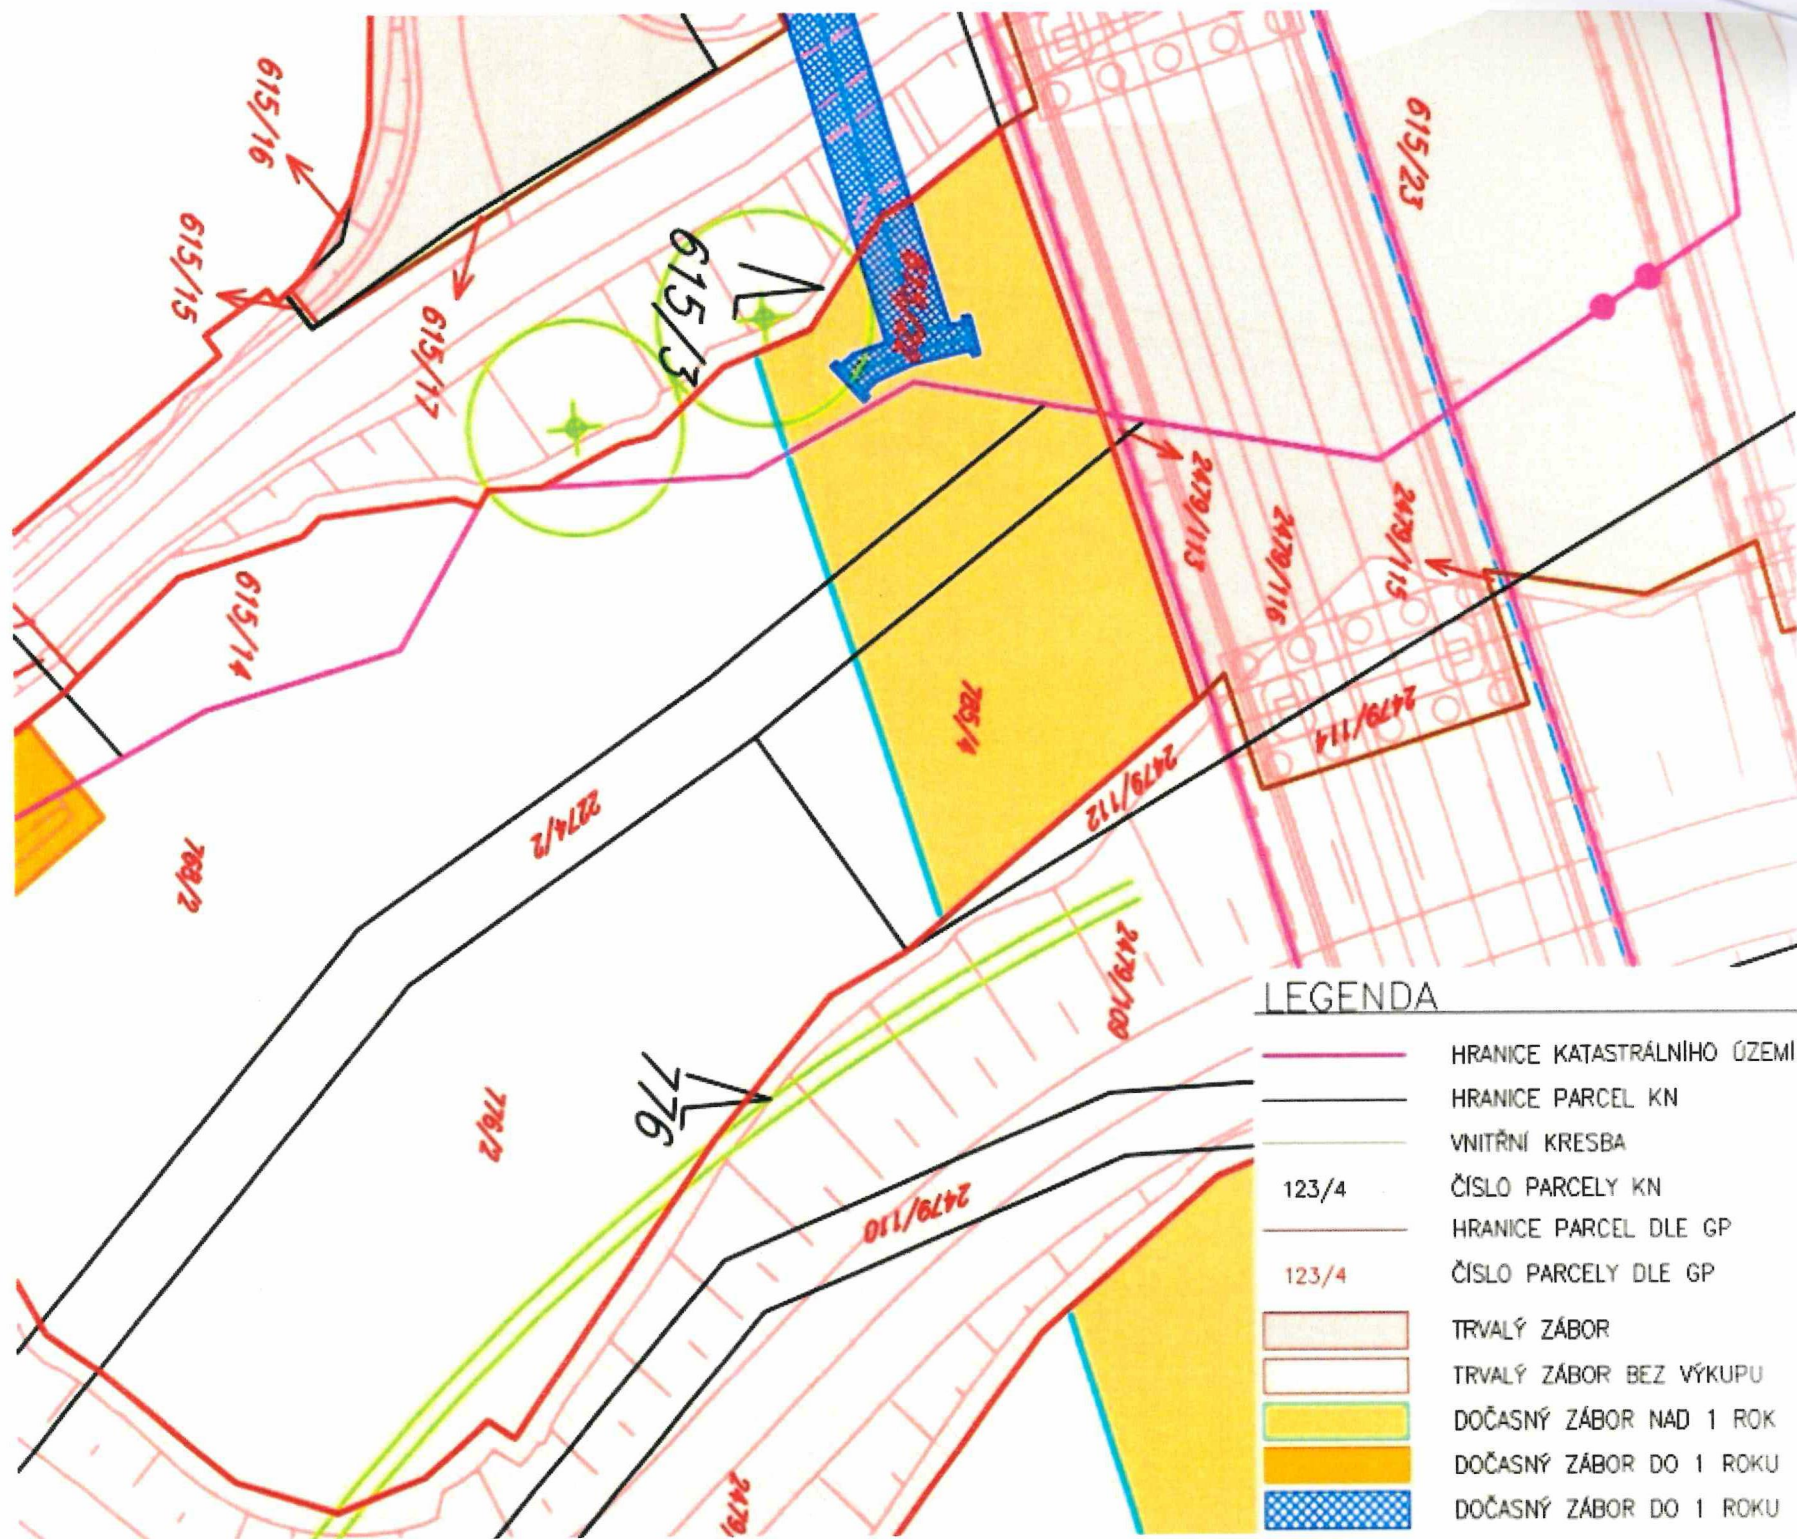 615/16
615/15
615/17
615/3
615/23
615/14
2479/113
2479/116
2479/115
2479/114
2479/112
785/4
2274/2
768/2
2479/109
776
776/2
2479/110
2479/
LEGENDA
HRANICE KATASTRÁLNÍHO ÚZEMÍ
HRANICE PARCEL KN
VNITŘNÍ KRESBA
123/4 ČÍSLO PARCELY KN
HRANICE PARCEL DLE GP
123/4 ČÍSLO PARCELY DLE GP
TRVALÝ ZÁBOR
TRVALÝ ZÁBOR BEZ VÝKUPU
DOČASNÝ ZÁBOR NAD 1 ROK
DOČASNÝ ZÁBOR DO 1 ROKU
DOČASNÝ ZÁBOR DO 1 ROKU